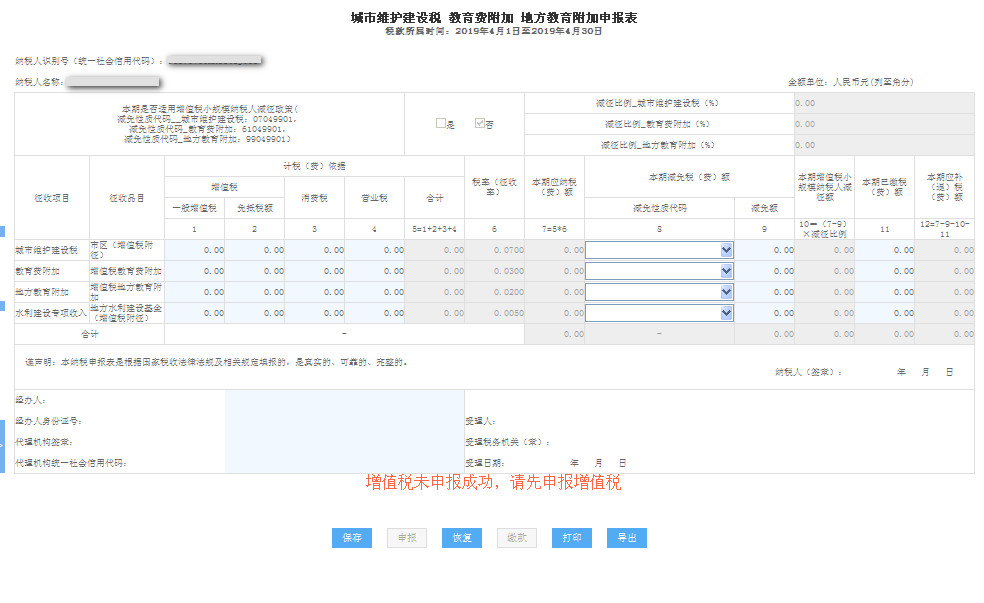 城市维护建设税 教育费附加 地方教育附加申报表
税款所属时间：2019年4月1日至2019年4月30日
纳税人识别号（统一社会信用代码）：
纳税人名称：
金额单位：人民币元(列至角分)
本期是否适用增值税小规模纳税人减征政策(
减免性质代码__城市维护建设税：07049901，
减免性质代码_教育费附加：61049901，
减免性质代码_地方教育附加：99049901)
是 否
减征比例_城市维护建设税（%） 0.00
减征比例_教育费附加（%） 0.00
减征比例_地方教育附加（%） 0.00
征收项目 征收品目 计税（费）依据 税率（征收率） 本期应纳税（费）额 本期减免税（费）额 本期增值税小规模纳税人减征额 本期已缴税（费）额 本期应补（退）税（费）额
增值税 消费税 营业税 合计 减免性质代码 减免额
一般增值税 免抵税额
1 2 3 4 5=1+2+3+4 6 7=5*6 8 9 10=（7-9）×减征比例 11 12=7-9-10-11
城市维护建设税 市区（增值税附征） 0.00 0.00 0.00 0.00 0.00 0.0700 0.00 0.00 0.00 0.00 0.00
教育费附加 增值税教育费附加 0.00 0.00 0.00 0.00 0.00 0.0300 0.00 0.00 0.00 0.00 0.00
地方教育附加 增值税地方教育附加 0.00 0.00 0.00 0.00 0.00 0.0200 0.00 0.00 0.00 0.00 0.00
水利建设专项收入 地方水利建设基金（增值税附征） 0.00 0.00 0.00 0.00 0.00 0.0050 0.00 0.00 0.00 0.00 0.00
合计 - 0.00 - 0.00 0.00 0.00 0.00
谨声明：本纳税申报表是根据国家税收法律法规及相关规定填报的，是真实的、可靠的、完整的。
纳税人（签章）： 年 月 日
经办人：
经办人身份证号： 受理人：
代理机构签章： 受理税务机关（章）：
代理机构统一社会信用代码： 受理日期： 年 月 日
增值税未申报成功，请先申报增值税
保存 申报 恢复 缴款 打印 导出